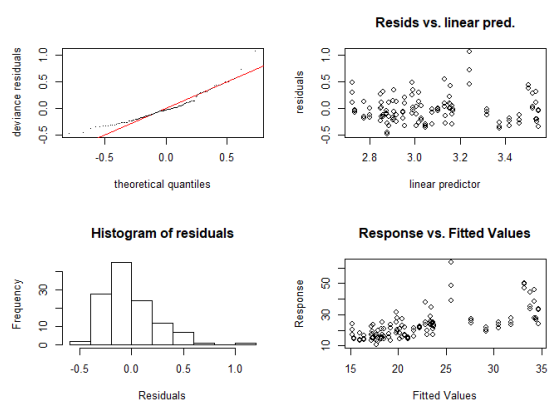 Resids vs. linear pred.
deviance residuals
-0.5 0.0 0.5 1.0
-0.5 0.0 0.5
theoretical quantiles
residuals
-0.5 0.0 0.5 1.0
2.8 3.0 3.2 3.4
linear predictor
Histogram of residuals
Frequency
0 10 30
-0.5 0.0 0.5 1.0
Residuals
Response vs. Fitted Values
Response
10 30 50
15 20 25 30 35
Fitted Values